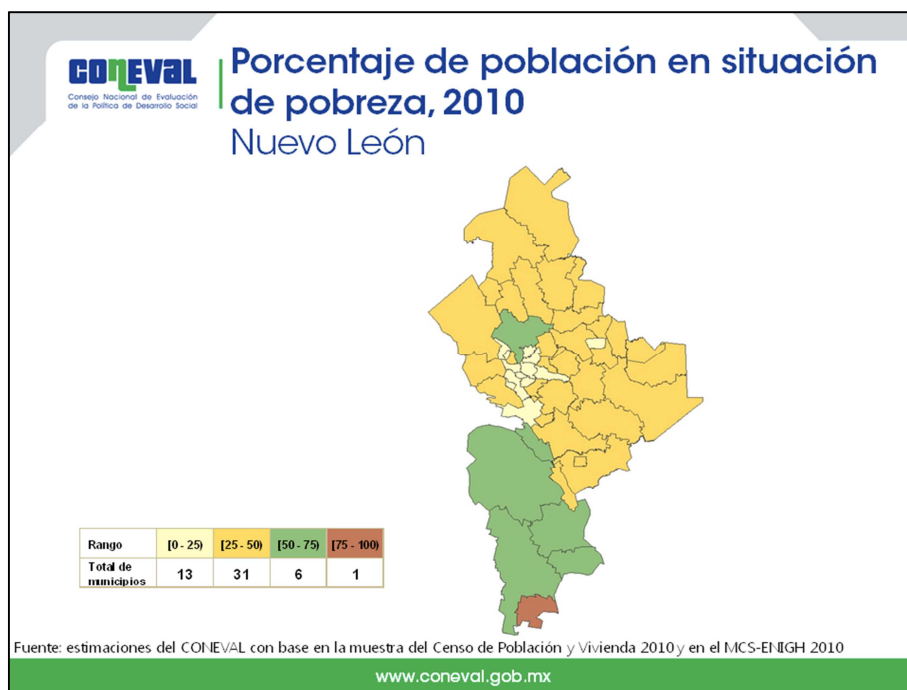 CONEVAL
Consejo Nacional de Evaluación
de la Política de Desarrollo Social
Porcentaje de población en situación
de pobreza, 2010
Nuevo León
Rango [0 - 25) [25 - 50) [50 - 75) [75 - 100)
Total de
municipios 13 31 6 1
Fuente: estimaciones del CONEVAL con base en la muestra del Censo de Población y Vivienda 2010 y en el MCS-ENIGH 2010
www.coneval.gob.mx